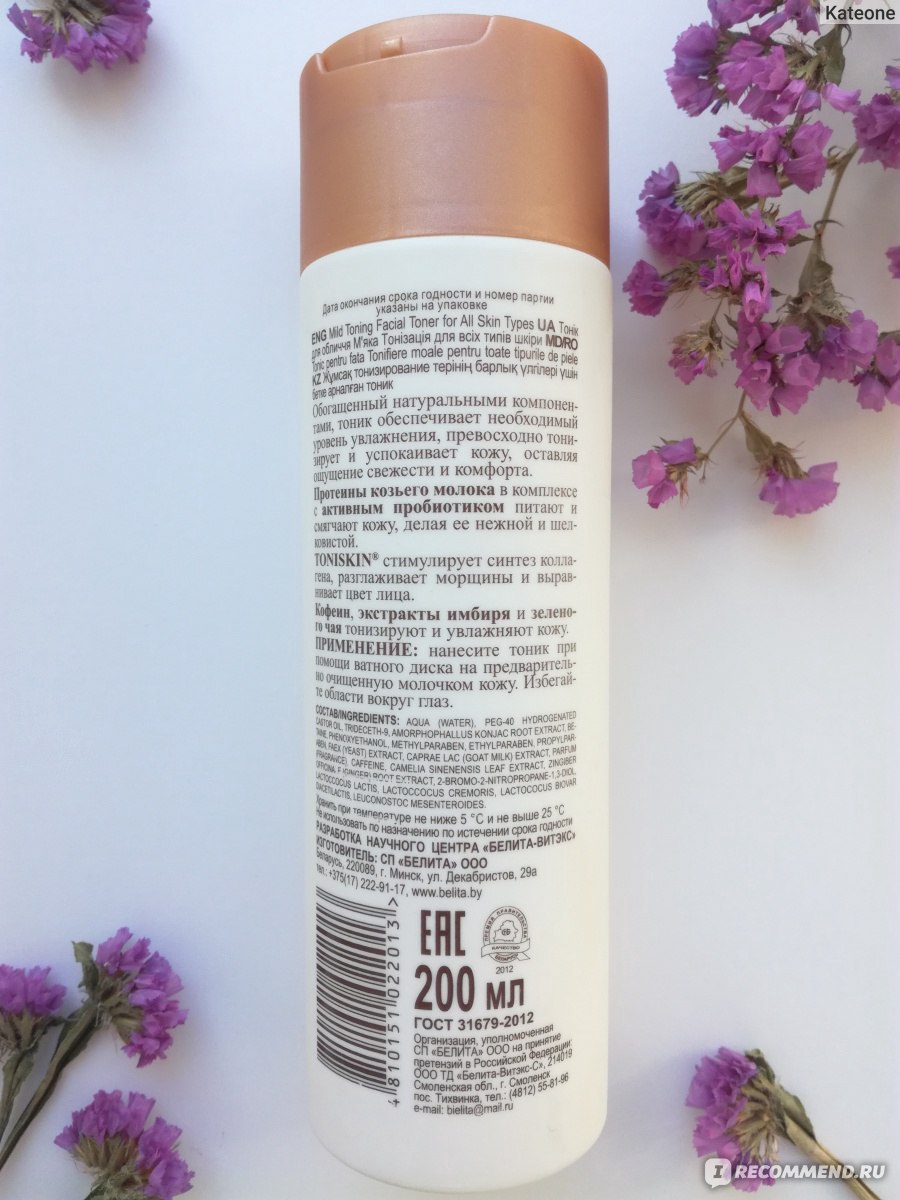 Kateone
Дата окончания срока годности и номер партии
указаны на упаковке
ENG Mild Toning Facial Toner for All Skin Types UA Тонік
для обличчя М'яка Тонізація для всіх типів шкіри MD/RO
Tonic pentru fata Tonifiere moale pentru toate tipurile de piele
KZ Жұмсақ тонизирование терінің барлық үлгілері үшін
бетке арналған тоник
Обогащенный натуральными компонен-
тами, тоник обеспечивает необходимый
уровень увлажнения, превосходно тони-
зирует и успокаивает кожу, оставляя
ощущение свежести и комфорта.
Протеины козьего молока в комплексе
с активным пробиотиком питают и
смягчают кожу, делая ее нежной и шел-
ковистой.
TONISKIN® стимулирует синтез колла-
гена, разглаживает морщины и вырав-
нивает цвет лица.
Кофеин, экстракты имбиря и зелено-
го чая тонизируют и увлажняют кожу.
ПРИМЕНЕНИЕ: нанесите тоник при
помощи ватного диска на предваритель-
но очищенную молочком кожу. Избегай-
те области вокруг глаз.
СОСТАВ/INGREDIENTS: AQUA (WATER), PEG-40 HYDROGENATED
CASTOR OIL, TRIDECETH-9, AMORPHOPHALLUS KONJAC ROOT EXTRACT, BE-
TAINE, PHENOXYETHANOL, METHYLPARABEN, ETHYLPARABEN, PROPYLPAR-
ABEN, FAEX (YEAST) EXTRACT, CAPRAE LAC (GOAT MILK) EXTRACT, PARFUM
(FRAGRANCE), CAFFEINE, CAMELIA SINENENSIS LEAF EXTRACT, ZINGIBER
(GINGER) ROOT EXTRACT, 2-BROMO-2-NITROPROPANE-1,3-DIOL,
LACTOCOCCUS LACTIS, LACTOCOCCUS CREMORIS, LACTOCOCUS BIOVAR
DIACETILACTIS, LEUCONOSTOC MESENTEROIDES.
Хранить при температуре не ниже 5 °С и не выше 25 °С
Не использовать по назначению по истечении срока годности
РАЗРАБОТКА НАУЧНОГО ЦЕНТРА «БЕЛИТА-ВИТЭКС»
ИЗГОТОВИТЕЛЬ: СП «БЕЛИТА» ООО
Беларусь, 220089, г. Минск, ул. Декабристов, 29а
тел.: +375(17) 222-91-17, www.belita.by
4 810151 022013 >
EAC
ПРЕМИЯ ПРАВИТЕЛЬСТВА
КАЧЕСТВО
2012
200 мл
ГОСТ 31679-2012
Организация, уполномоченная
СП «БЕЛИТА» ООО на принятие
претензий в Российской Федерации:
ООО ТД «Белита-Витэкс-С», 214019
Смоленская обл., г. Смоленск
пос. Тихвинка, тел.: (4812) 55-81-96
e-mail: bielita@mail.ru
IRECOMMEND.RU